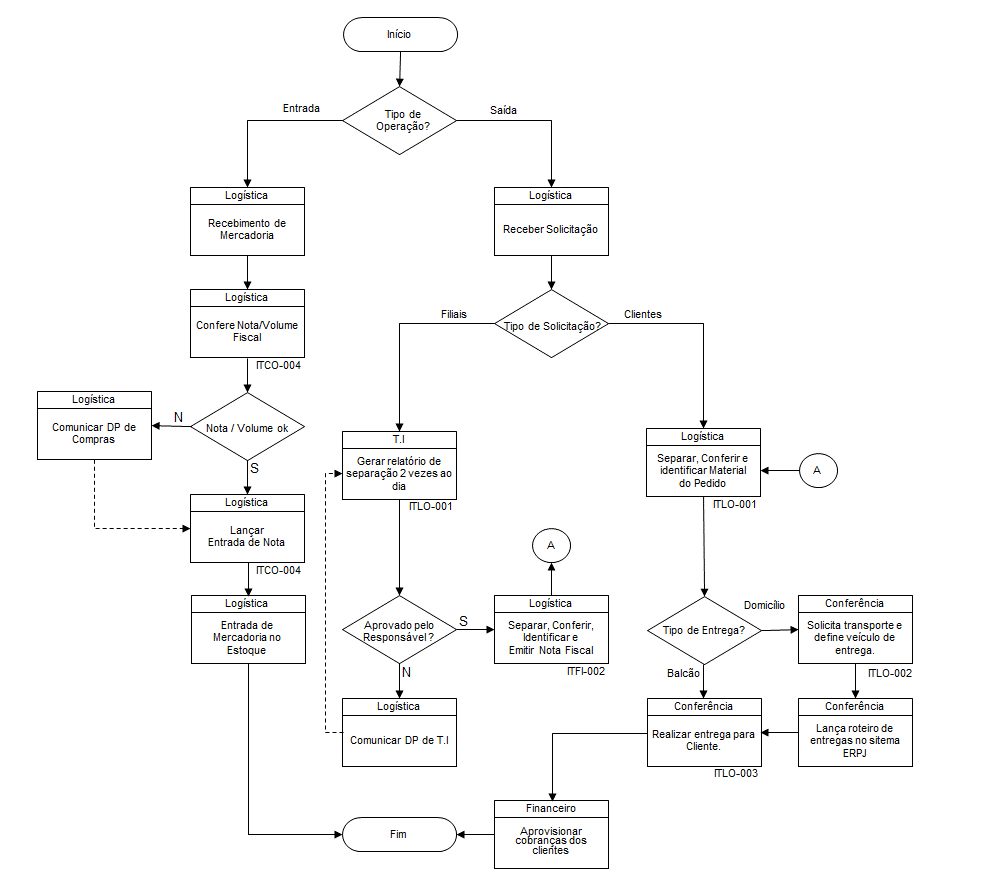 Início
Tipo de
Operação?
Entrada
Saída
Logística
Recebimento de
Mercadoria
Logística
Receber Solicitação
Logística
Confere Nota/Volume
Fiscal
ITCO-004
Filiais
Tipo de Solicitação?
Clientes
Logística
Comunicar DP de
Compras
N
Nota / Volume ok
S
T.I
Gerar relatório de
separação 2 vezes ao
dia
ITLO-001
Logística
Separar, Conferir e
identificar Material
do Pedido
ITLO-001
A
Logística
Lançar
Entrada de Nota
ITCO-004
A
Logística
Entrada de
Mercadoria no
Estoque
Aprovado pelo
Responsável?
S
N
Logística
Separar, Conferir,
Identificar e
Emitir Nota Fiscal
ITFI-002
Tipo de Entrega?
Domicílio
Balcão
Conferência
Solicita transporte e
define veículo de
entrega.
ITLO-002
Logística
Comunicar DP de T.I
Conferência
Realizar entrega para
Cliente.
ITLO-003
Conferência
Lança roteiro de
entregas no sitema
ERPJ
Financeiro
Aprovisionar
cobranças dos
clientes
Fim